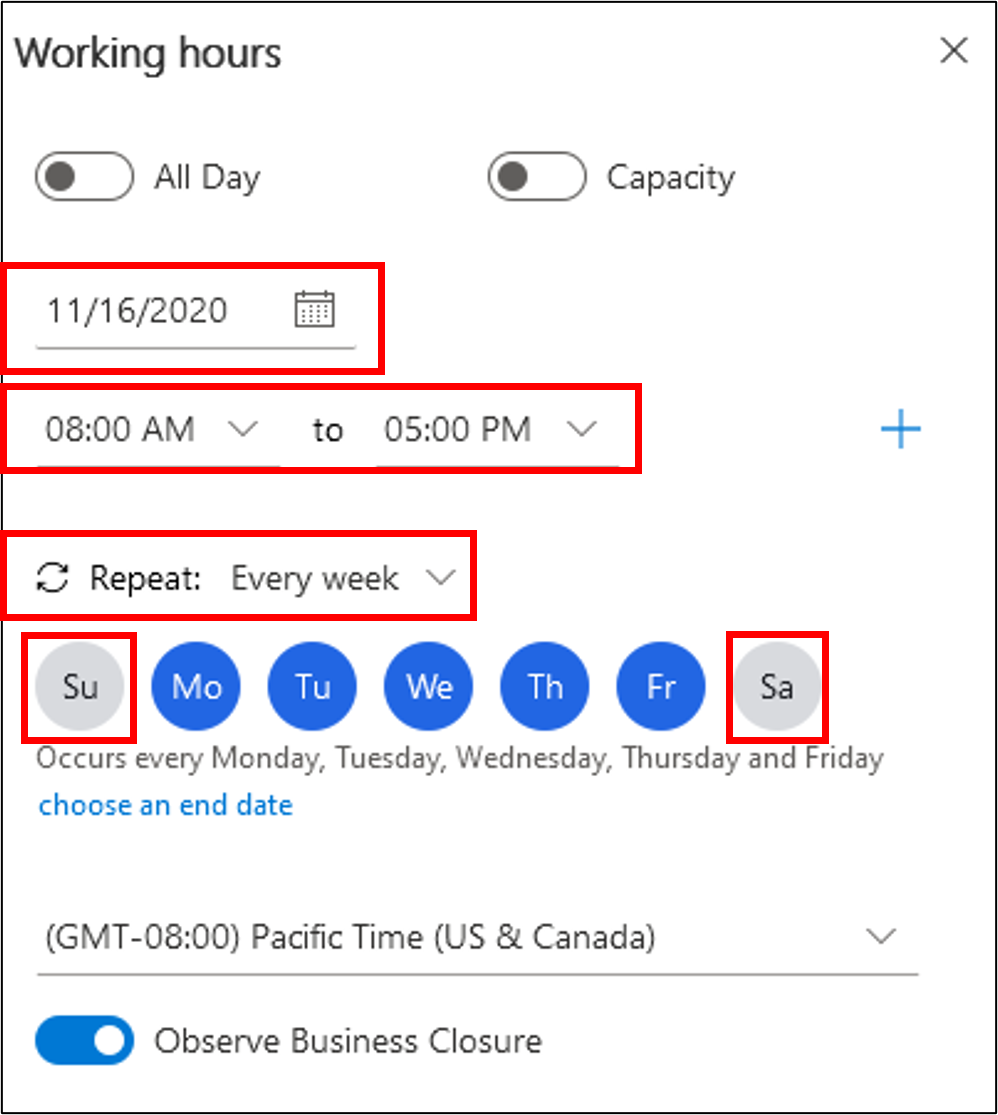 Working hours
All Day Capacity
11/16/2020
08:00 AM to 05:00 PM
Repeat: Every week
Su Mo Tu We Th Fr Sa
Occurs every Monday, Tuesday, Wednesday, Thursday and Friday
choose an end date
(GMT-08:00) Pacific Time (US & Canada)
Observe Business Closure